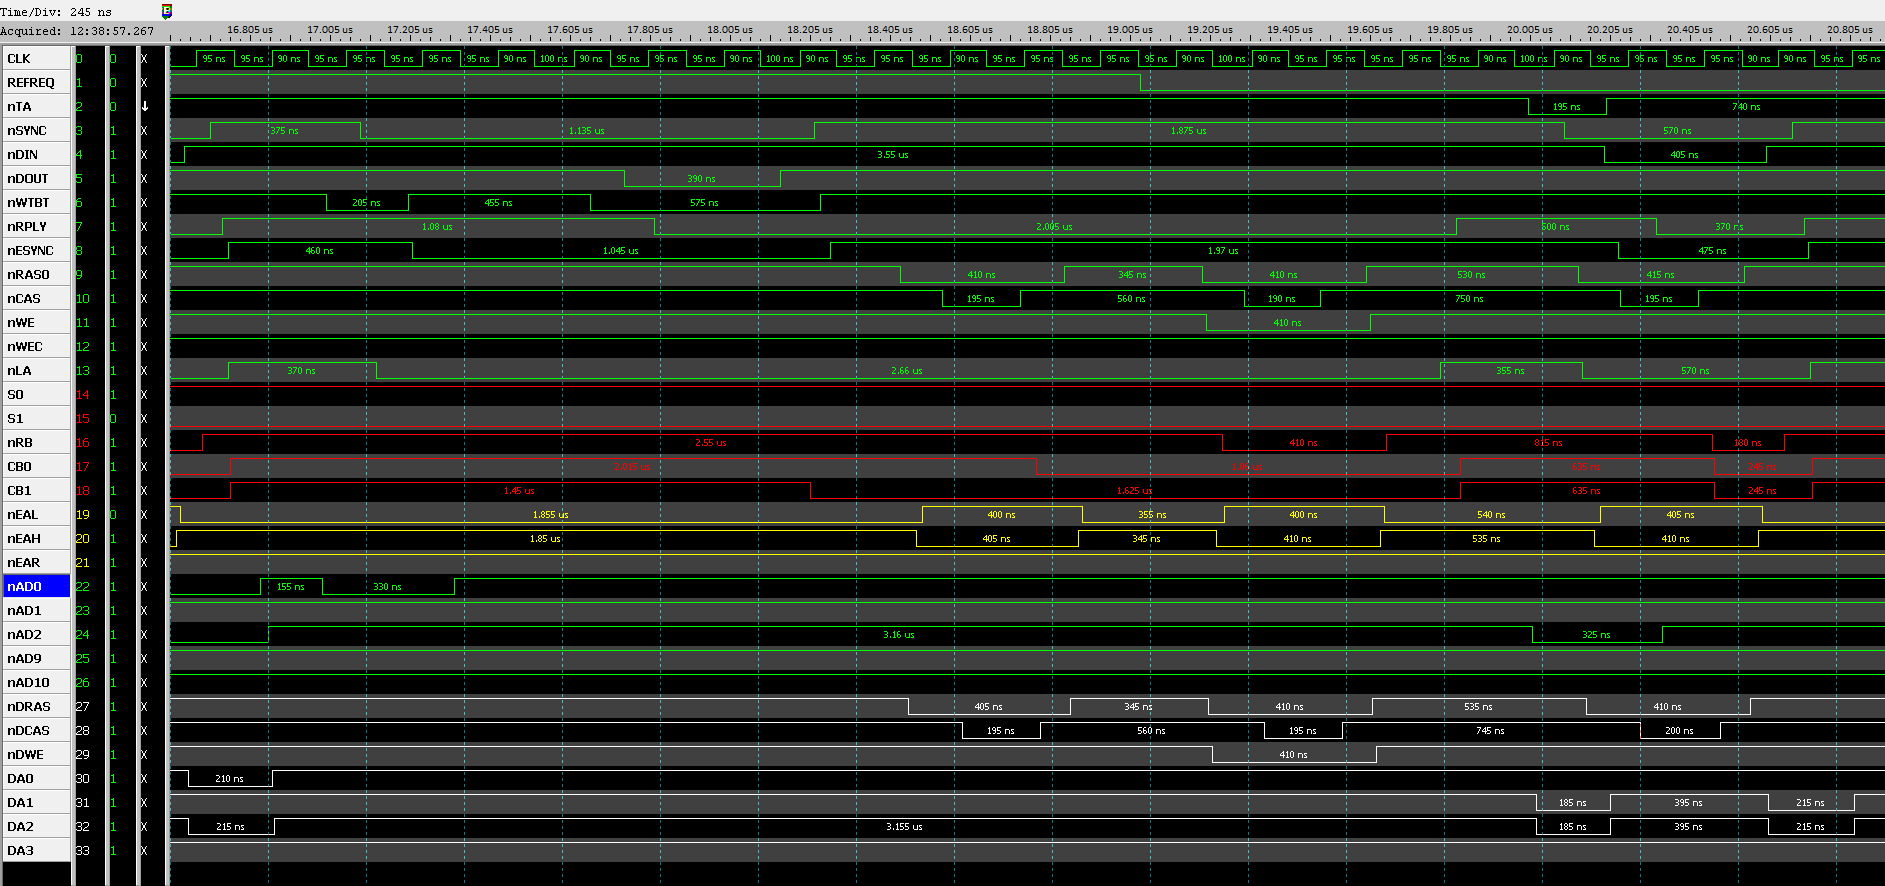 Time/Div: 245 ns
Acquired: 12:38:57.267
16.805 us 17.005 us 17.205 us 17.405 us 17.605 us 17.805 us 18.005 us 18.205 us 18.405 us 18.605 us 18.805 us 19.005 us 19.205 us 19.405 us 19.605 us 19.805 us 20.005 us 20.205 us 20.405 us 20.605 us 20.805 us
CLK 0 0 X 95 ns 95 ns 90 ns 95 ns 95 ns 95 ns 95 ns 95 ns 90 ns 100 ns 90 ns 95 ns 95 ns 95 ns 90 ns 100 ns 90 ns 95 ns 95 ns 95 ns 90 ns 95 ns 95 ns 95 ns 95 ns 95 ns 90 ns 100 ns 90 ns 95 ns 95 ns 95 ns 95 ns 95 ns 90 ns 100 ns 90 ns 95 ns 95 ns 95 ns 95 ns 90 ns 90 ns 95 ns 95 ns
REFREQ 1 0 X
nTA 2 0 195 ns 740 ns
nSYNC 3 1 X 375 ns 1.135 us 1.875 us 570 ns
nDIN 4 1 X 3.55 us 405 ns
nDOUT 5 1 X 390 ns
nWTBT 6 1 X 205 ns 455 ns 575 ns
nRPLY 7 1 X 1.08 us 2.005 us 500 ns 370 ns
nESYNC 8 1 X 460 ns 1.045 us 1.97 us 475 ns
nRAS0 9 1 X 410 ns 345 ns 410 ns 530 ns 415 ns
nCAS 10 1 X 195 ns 560 ns 190 ns 750 ns 195 ns
nWE 11 1 X 410 ns
nWEC 12 1 X
nLA 13 1 X 370 ns 2.66 us 355 ns 570 ns
S0 14 1 X
S1 15 0 X
nRB 16 1 X 2.55 us 410 ns 815 ns 180 ns
CB0 17 1 X 2.015 us 635 ns 245 ns
CB1 18 1 X 1.45 us 1.625 us 635 ns 245 ns
nEAL 19 0 X 1.855 us 400 ns 355 ns 400 ns 540 ns 405 ns
nEAH 20 1 X 1.85 us 405 ns 345 ns 410 ns 535 ns 410 ns
nEAR 21 1 X
nAD0 22 1 X 155 ns 330 ns
nAD1 23 1 X
nAD2 24 1 X 3.16 us 325 ns
nAD9 25 1 X
nAD10 26 1 X
nDRAS 27 1 X 405 ns 345 ns 410 ns 535 ns 410 ns
nDCAS 28 1 X 195 ns 560 ns 195 ns 745 ns 200 ns
nDWE 29 1 X 410 ns
DA0 30 1 X 210 ns
DA1 31 1 X 185 ns 395 ns 215 ns
DA2 32 1 X 215 ns 3.155 us 185 ns 395 ns 215 ns
DA3 33 1 X